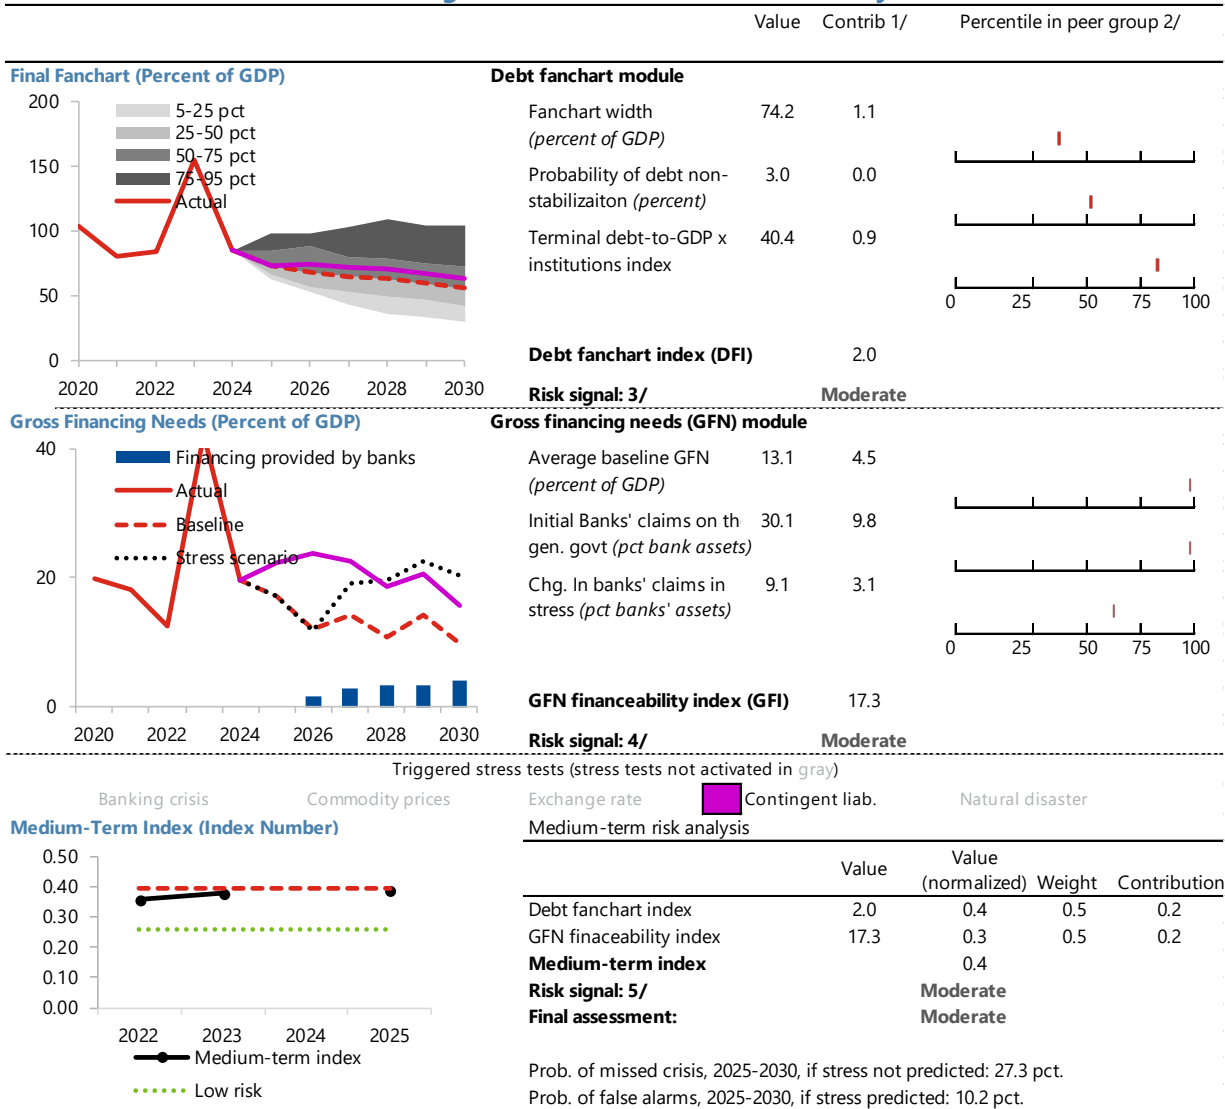 Value Contrib 1/ Percentile in peer group 2/
Final Fanchart (Percent of GDP)
200
150
100
50
0
2020 2022 2024 2026 2028 2030
5-25 pct
25-50 pct
50-75 pct
75-95 pct
Actual
Debt fanchart module
Fanchart width 74.2 1.1
(percent of GDP)
Probability of debt non- 3.0 0.0
stabilizaiton (percent)
Terminal debt-to-GDP x 40.4 0.9
institutions index
0 25 50 75 100
Debt fanchart index (DFI) 2.0
Risk signal: 3/ Moderate
Gross Financing Needs (Percent of GDP)
40
20
0
2020 2022 2024 2026 2028 2030
Financing provided by banks
Actual
Baseline
Stress scenario
Gross financing needs (GFN) module
Average baseline GFN 13.1 4.5
(percent of GDP)
Initial Banks' claims on th 30.1 9.8
gen. govt (pct bank assets)
Chg. In banks' claims in 9.1 3.1
stress (pct banks' assets)
0 25 50 75 100
GFN financeability index (GFI) 17.3
Risk signal: 4/ Moderate
Triggered stress tests (stress tests not activated in gray)
Banking crisis Commodity prices Exchange rate Contingent liab. Natural disaster
Medium-Term Index (Index Number)
0.50
0.40
0.30
0.20
0.10
0.00
2022 2023 2024 2025
Medium-term index
Low risk
Medium-term risk analysis
Value Value
(normalized) Weight Contribution
Debt fanchart index 2.0 0.4 0.5 0.2
GFN finaceability index 17.3 0.3 0.5 0.2
Medium-term index 0.4
Risk signal: 5/ Moderate
Final assessment: Moderate
Prob. of missed crisis, 2025-2030, if stress not predicted: 27.3 pct.
Prob. of false alarms, 2025-2030, if stress predicted: 10.2 pct.